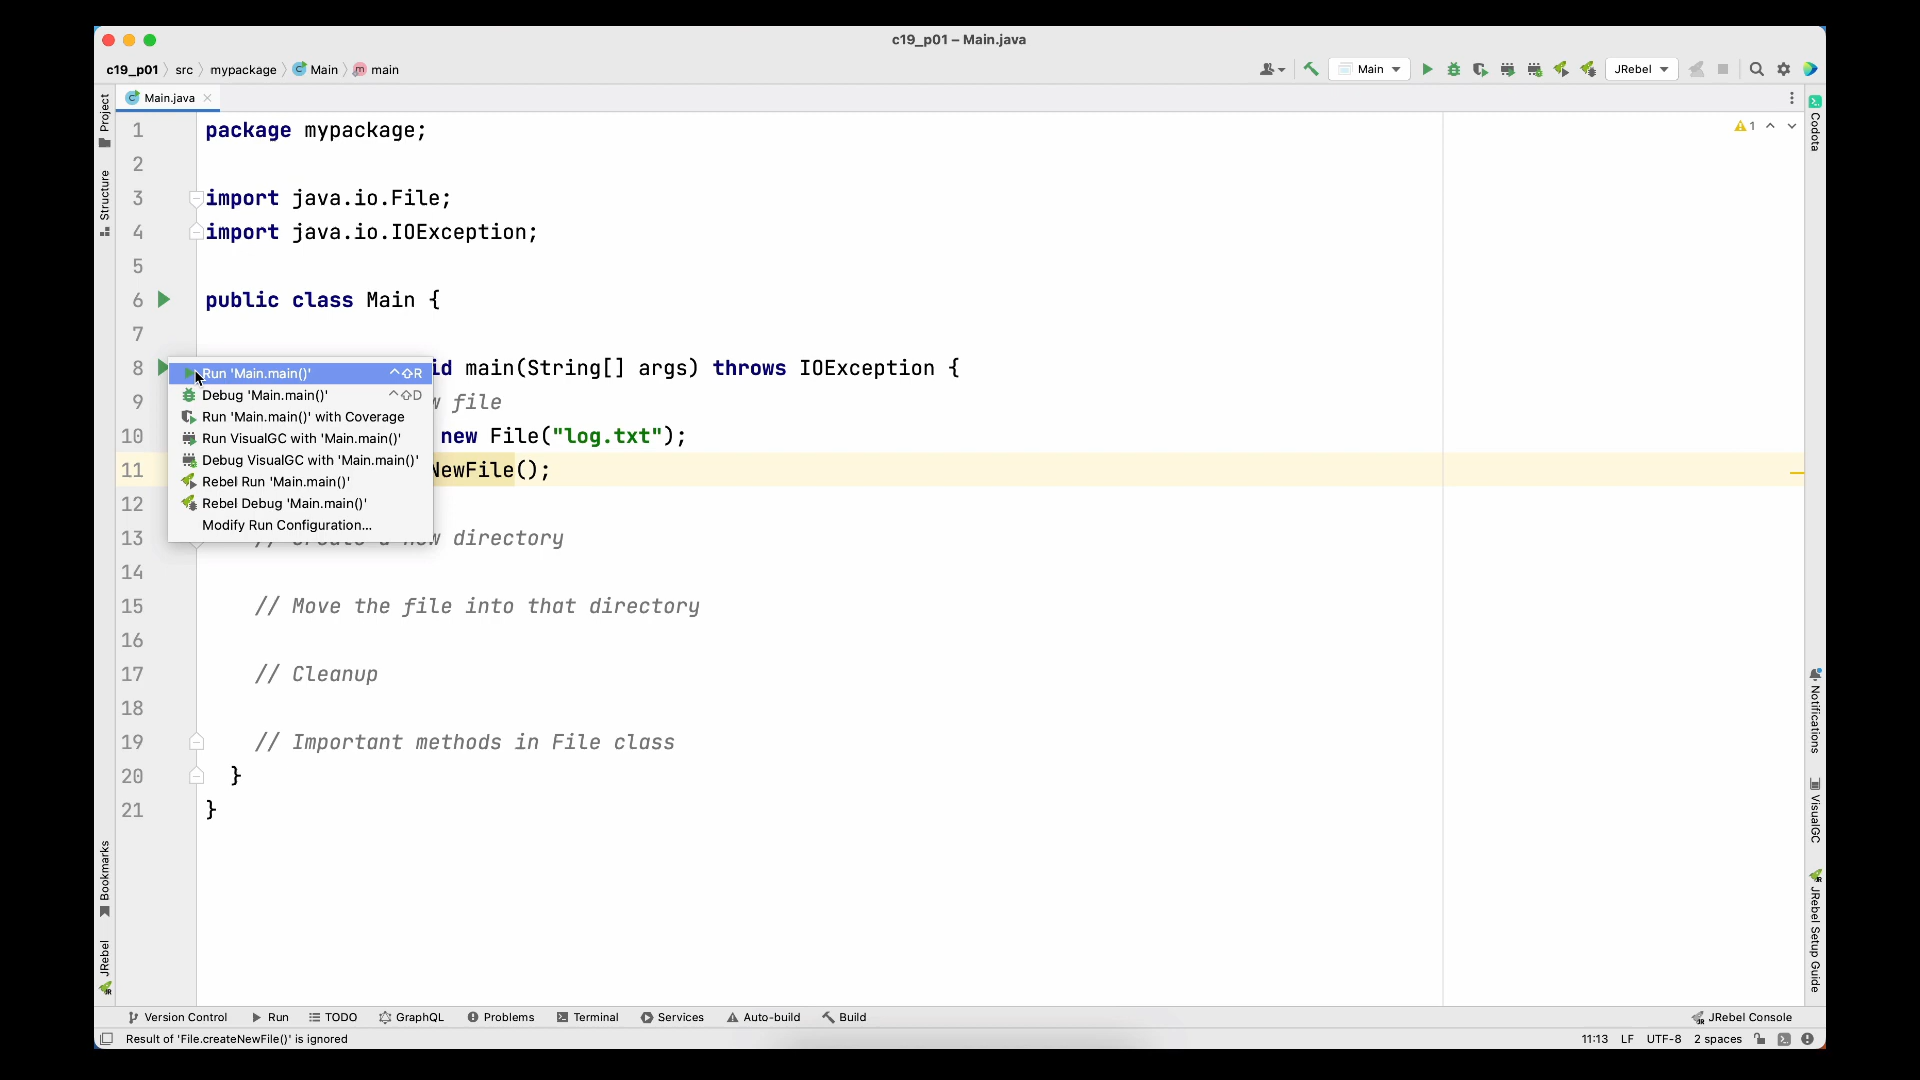 c19_p01 – Main.java
c19_p01 src mypackage Main main
Main JRebel
Main.java
Project
Structure
Bookmarks
JRebel
1 package mypackage;
2
3 import java.io.File;
4 import java.io.IOException;
5
6 public class Main {
7
8 id main(String[] args) throws IOException {
9 file
10 new File("log.txt");
11 NewFile();
12
13 // Create a new directory
14
15 // Move the file into that directory
16
17 // Cleanup
18
19 // Important methods in File class
20 }
21 }
Run 'Main.main()' ^⇧R
Debug 'Main.main()' ^⇧D
Run 'Main.main()' with Coverage
Run VisualGC with 'Main.main()'
Debug VisualGC with 'Main.main()'
Rebel Run 'Main.main()'
Rebel Debug 'Main.main()'
Modify Run Configuration...
1
Codota
Notifications
VisualGC
JRebel Setup Guide
Version Control Run TODO GraphQL Problems Terminal Services Auto-build Build JRebel Console
Result of 'File.createNewFile()' is ignored 11:13 LF UTF-8 2 spaces